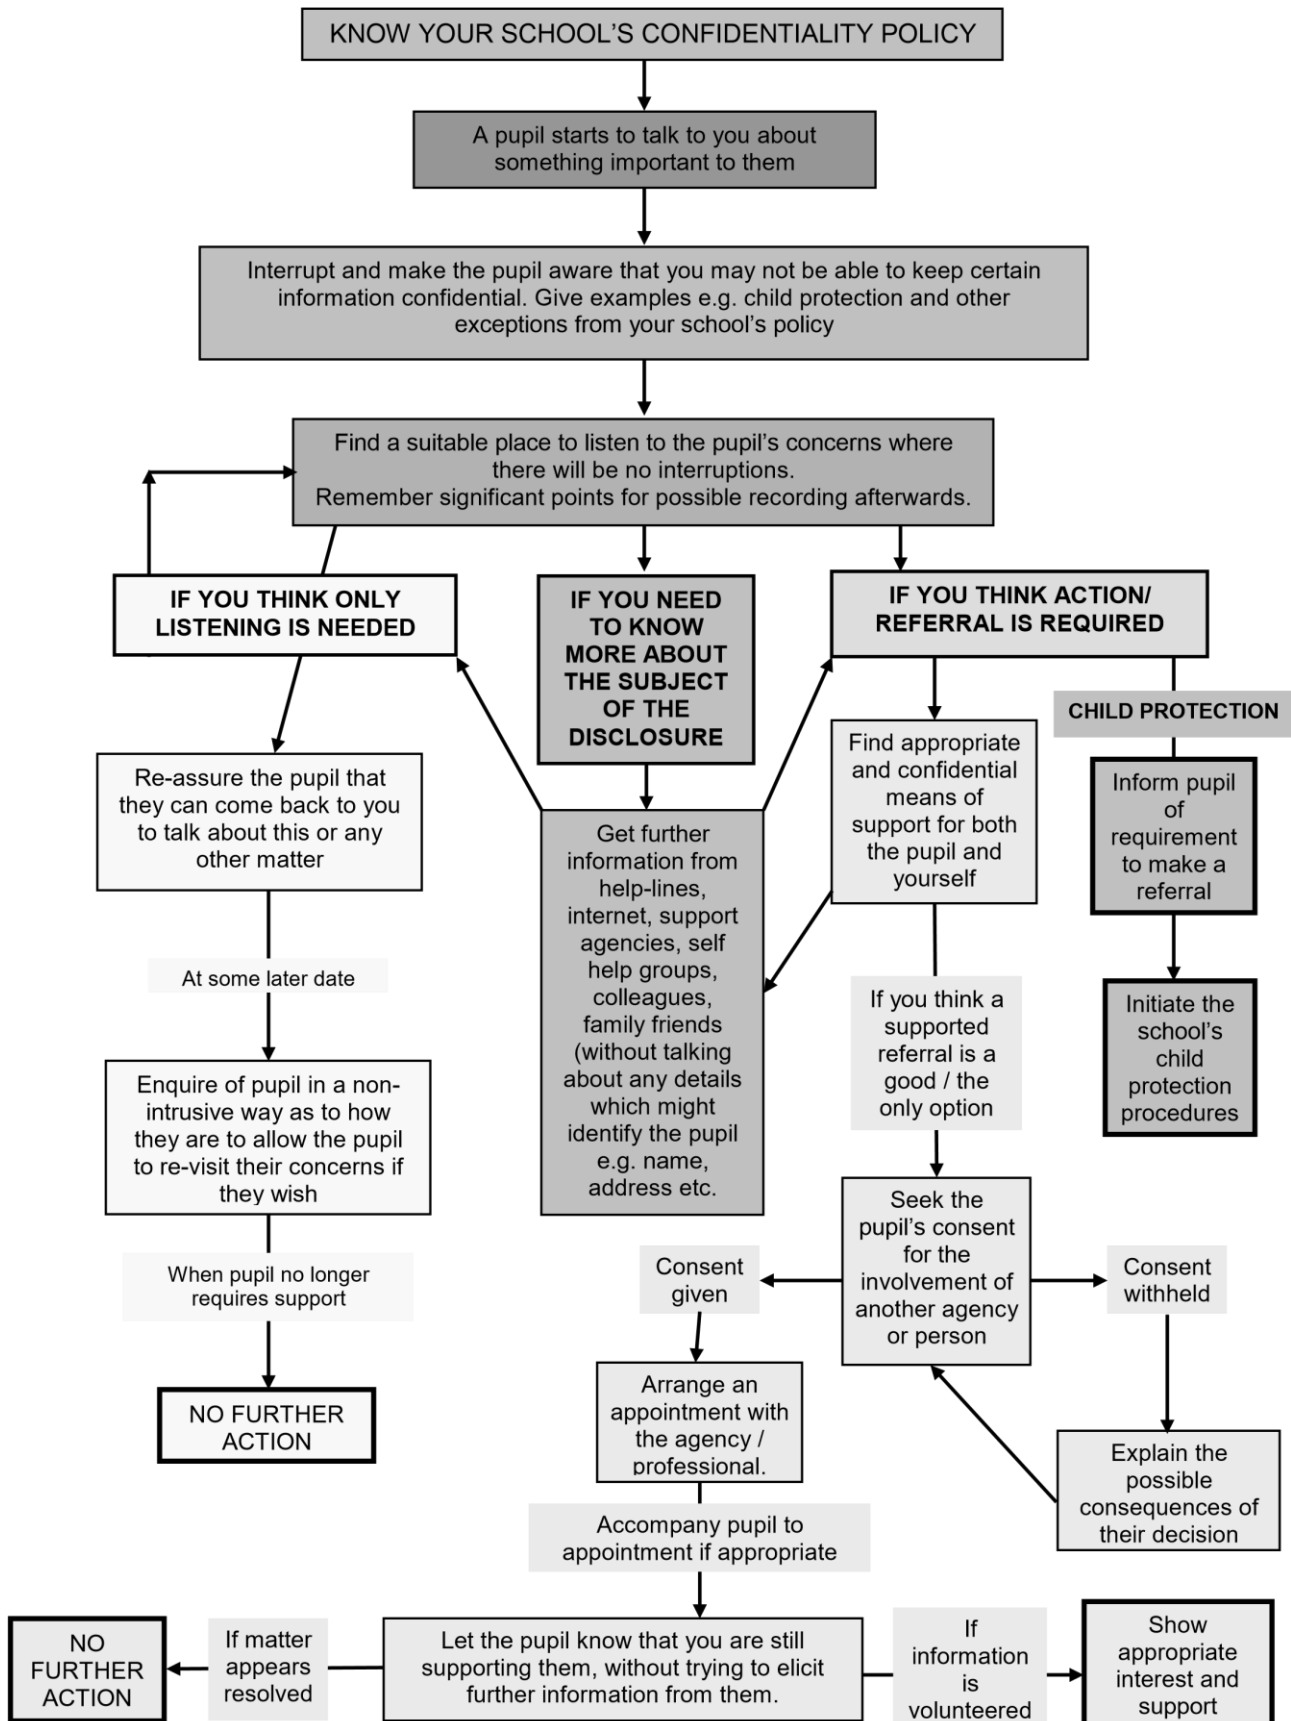 KNOW YOUR SCHOOL’S CONFIDENTIALITY POLICY
A pupil starts to talk to you about
something important to them
Interrupt and make the pupil aware that you may not be able to keep certain
information confidential. Give examples e.g. child protection and other
exceptions from your school’s policy
Find a suitable place to listen to the pupil’s concerns where
there will be no interruptions.
Remember significant points for possible recording afterwards.
IF YOU THINK ONLY
LISTENING IS NEEDED
IF YOU NEED
TO KNOW
MORE ABOUT
THE SUBJECT
OF THE
DISCLOSURE
IF YOU THINK ACTION/
REFERRAL IS REQUIRED
CHILD PROTECTION
Re-assure the pupil that
they can come back to you
to talk about this or any
other matter
At some later date
Enquire of pupil in a non-
intrusive way as to how
they are to allow the pupil
to re-visit their concerns if
they wish
When pupil no longer
requires support
NO FURTHER
ACTION
Get further
information from
help-lines,
internet, support
agencies, self
help groups,
colleagues,
family friends
(without talking
about any details
which might
identify the pupil
e.g. name,
address etc.
Find appropriate
and confidential
means of
support for both
the pupil and
yourself
If you think a
supported
referral is a
good / the
only option
Inform pupil
of
requirement
to make a
referral
Initiate the
school’s
child
protection
procedures
Seek the
pupil’s consent
for the
involvement of
another agency
or person
Consent
given
Consent
withheld
Arrange an
appointment with
the agency /
professional.
Explain the
possible
consequences of
their decision
Accompany pupil to
appointment if appropriate
Let the pupil know that you are still
supporting them, without trying to elicit
further information from them.
If matter
appears
resolved
NO
FURTHER
ACTION
If
information
is
volunteered
Show
appropriate
interest and
support